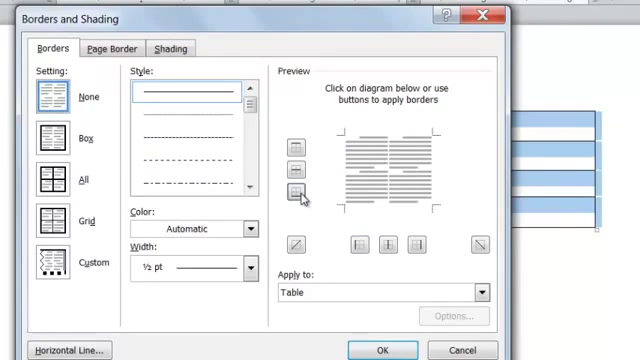 Borders and Shading
Borders
Page Border
Shading
Setting:
None
Box
All
Grid
Custom
Style:
Color:
Automatic
Width:
½ pt
Preview
Click on diagram below or use
buttons to apply borders
Apply to:
Table
Options...
Horizontal Line...
OK
Cancel